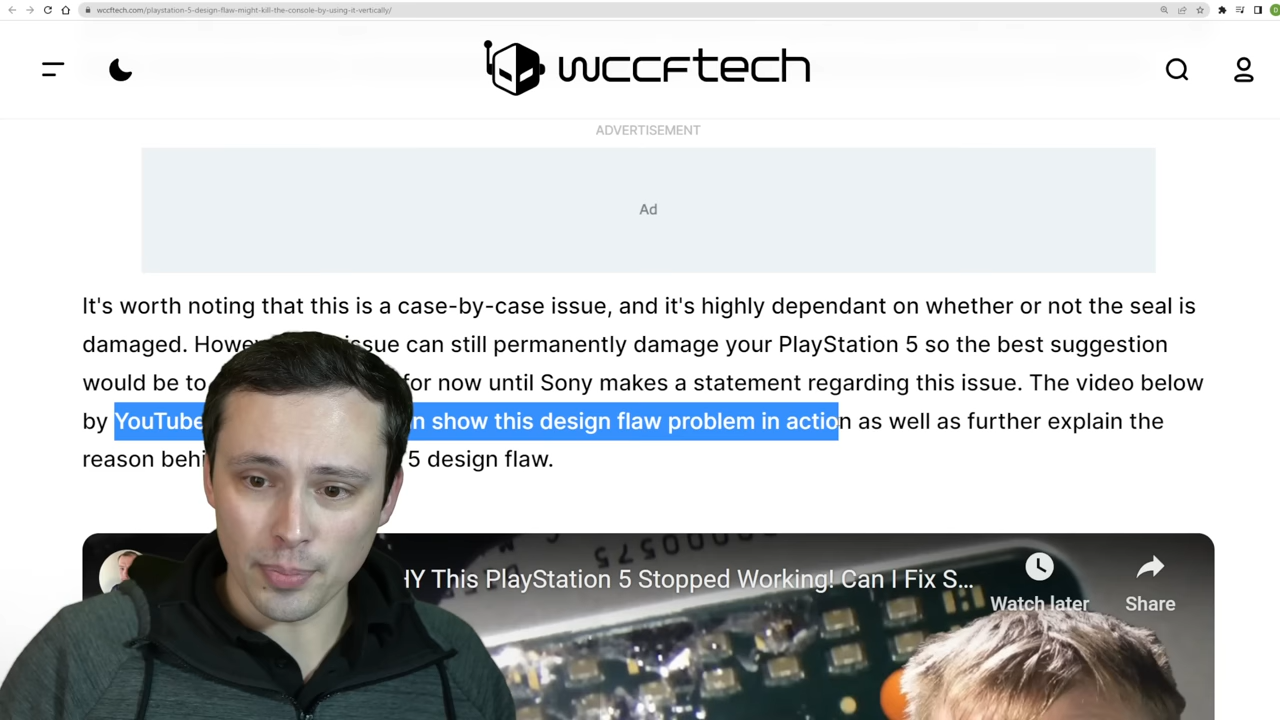 wccftech.com/playstation-5-design-flaw-might-kill-the-console-by-using-it-vertically/
wccftech
ADVERTISEMENT
Ad
It's worth noting that this is a case-by-case issue, and it's highly dependant on whether or not the seal is
damaged. issue can still permanently damage your PlayStation 5 so the best suggestion
would be to for now until Sony makes a statement regarding this issue. The video below
by show this design flaw problem in action as well as further explain the
reason 5 design flaw.
This PlayStation 5 Stopped Working! Can I Fix S...
Watch later
Share
000575